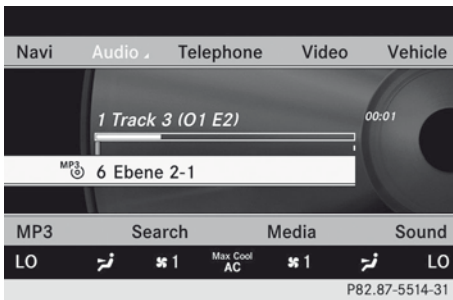 Navi Audio Telephone Video Vehicle
1 Track 3 (01 E2) 00:01
MP3 6 Ebene 2-1
MP3 Search Media Sound
LO 1 Max Cool AC 1 LO
P82.87-5514-31